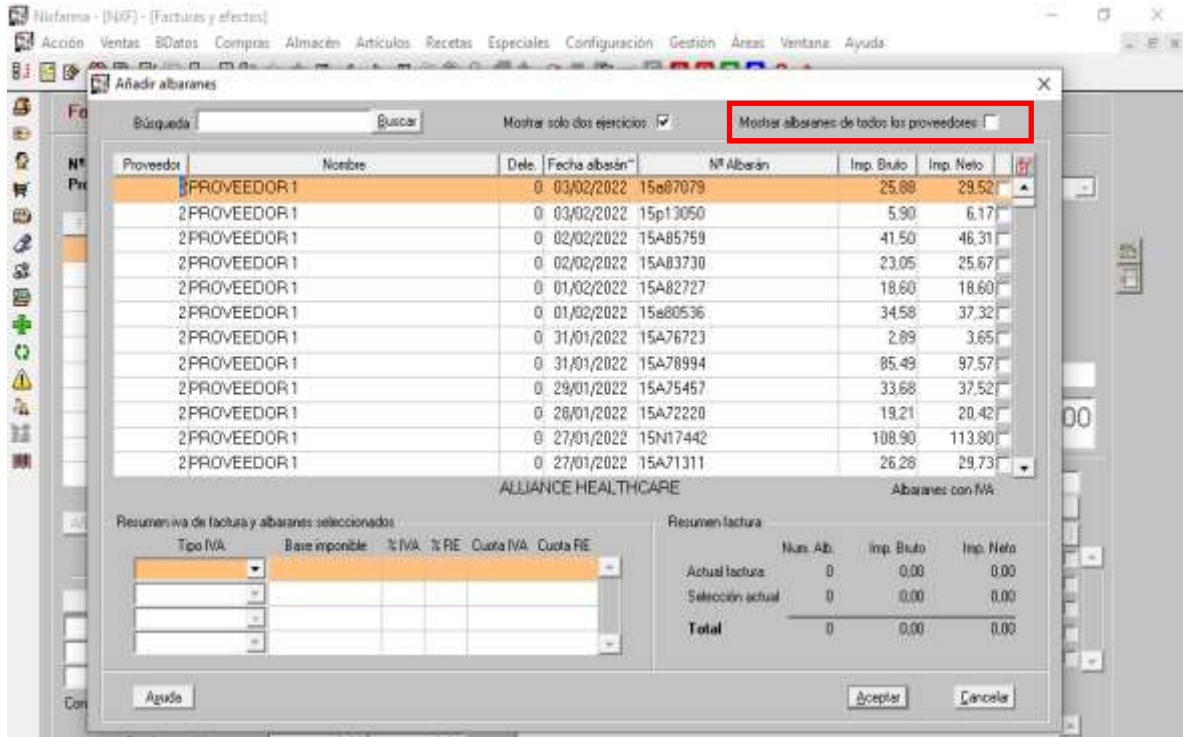 Nixfarma - [NXF] - [Facturas y efectos]
Acción Ventas BDatos Compras Almacén Artículos Recetas Especiales Configuración Gestión Áreas Ventana Ayuda
Añadir albaranes
Búsqueda Buscar Mostrar solo dos ejercicios Mostrar albaranes de todos los proveedores
Proveedor Nombre Dele. Fecha albarán Nº Albarán Imp. Bruto Imp. Neto
2 PROVEEDOR 1 0 03/02/2022 15a87079 25,88 29,52
2 PROVEEDOR 1 0 03/02/2022 15p13050 5,90 6,17
2 PROVEEDOR 1 0 02/02/2022 15A85759 41,50 46,31
2 PROVEEDOR 1 0 02/02/2022 15A83730 23,05 25,67
2 PROVEEDOR 1 0 01/02/2022 15A82727 18,60 18,60
2 PROVEEDOR 1 0 01/02/2022 15a80536 34,58 37,32
2 PROVEEDOR 1 0 31/01/2022 15A76723 2,89 3,65
2 PROVEEDOR 1 0 31/01/2022 15A78994 85,49 97,57
2 PROVEEDOR 1 0 29/01/2022 15A75457 33,68 37,52
2 PROVEEDOR 1 0 28/01/2022 15A72220 19,21 20,42
2 PROVEEDOR 1 0 27/01/2022 15N17442 108,90 113,80
2 PROVEEDOR 1 0 27/01/2022 15A71311 26,28 29,73
ALLIANCE HEALTHCARE Albaranes con IVA
Resumen iva de factura y albaranes seleccionados Resumen factura
Tipo IVA Base imponible % IVA % RE Cuota IVA Cuota RE
Num. Alb. Imp. Bruto Imp. Neto
Actual factura 0 0,00 0,00
Selección actual 0 0,00 0,00
Total 0 0,00 0,00
Ayuda Aceptar Cancelar